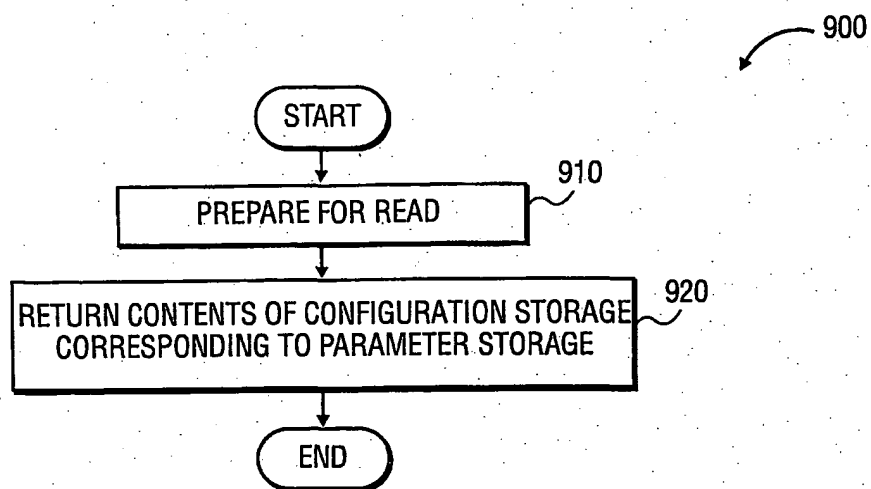 900
START
910
PREPARE FOR READ
920
RETURN CONTENTS OF CONFIGURATION STORAGE
CORRESPONDING TO PARAMETER STORAGE
END